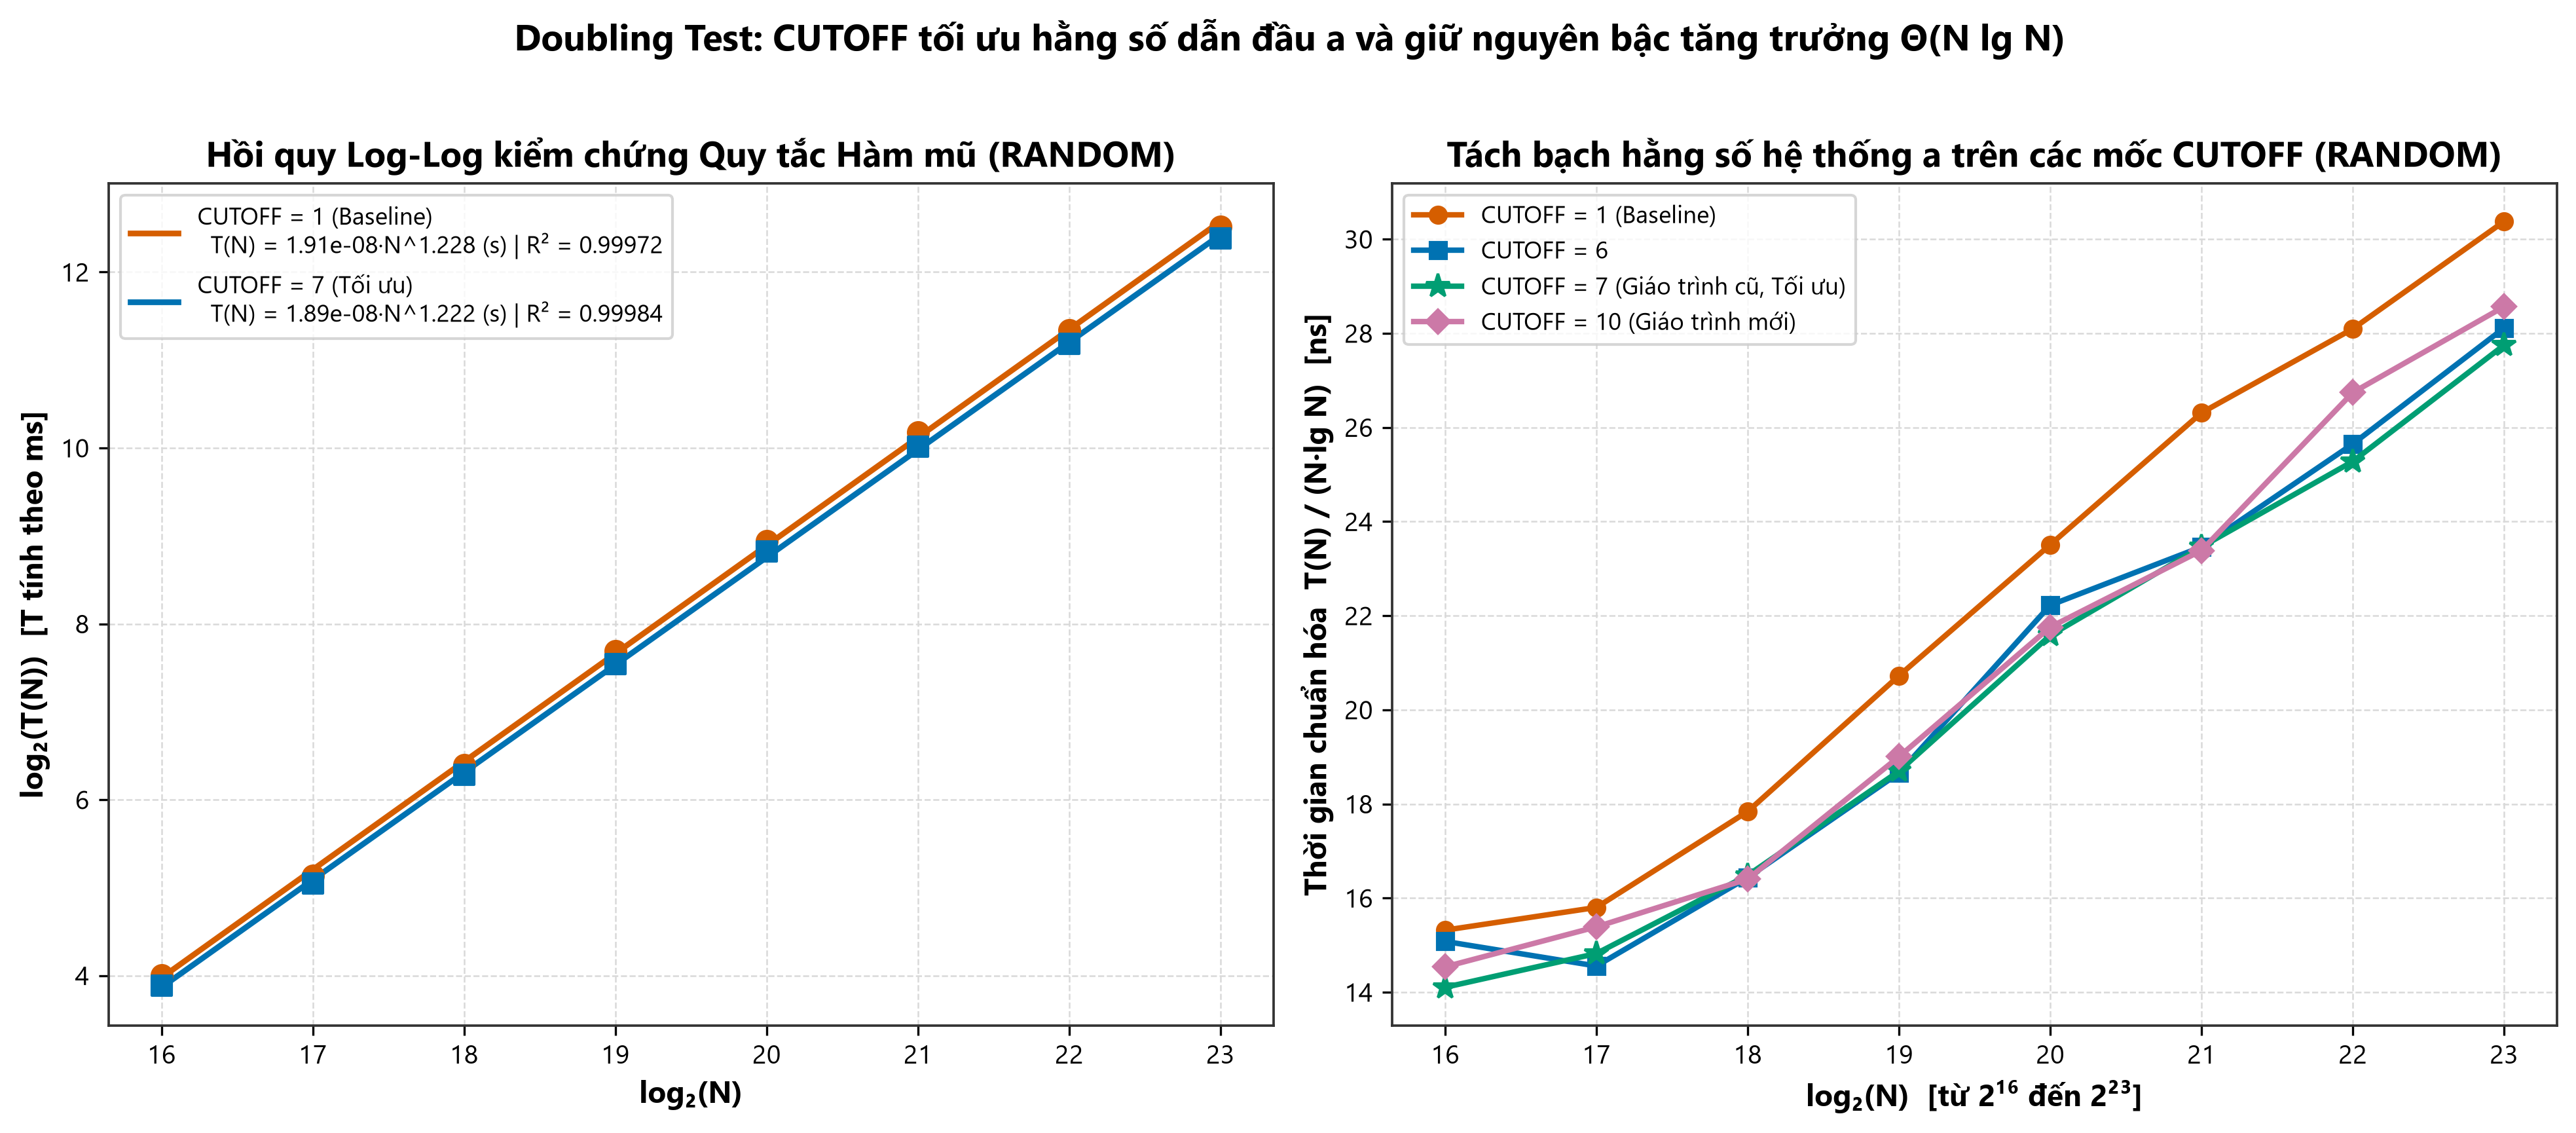 Doubling Test: CUTOFF tối ưu hằng số dẫn đầu a và giữ nguyên bậc tăng trưởng Θ(N lg N)
Hồi quy Log-Log kiểm chứng Quy tắc Hàm mũ (RANDOM)
CUTOFF = 1 (Baseline)
T(N) = 1.91e-08·N^1.228 (s) | R² = 0.99972
CUTOFF = 7 (Tối ưu)
T(N) = 1.89e-08·N^1.222 (s) | R² = 0.99984
log₂(T(N)) [T tính theo ms]
12
10
8
6
4
16 17 18 19 20 21 22 23
log₂(N)
Tách bạch hằng số hệ thống a trên các mốc CUTOFF (RANDOM)
CUTOFF = 1 (Baseline)
CUTOFF = 6
CUTOFF = 7 (Giáo trình cũ, Tối ưu)
CUTOFF = 10 (Giáo trình mới)
Thời gian chuẩn hóa T(N) / (N·lg N) [ns]
30
28
26
24
22
20
18
16
14
16 17 18 19 20 21 22 23
log₂(N) [từ 2¹⁶ đến 2²³]